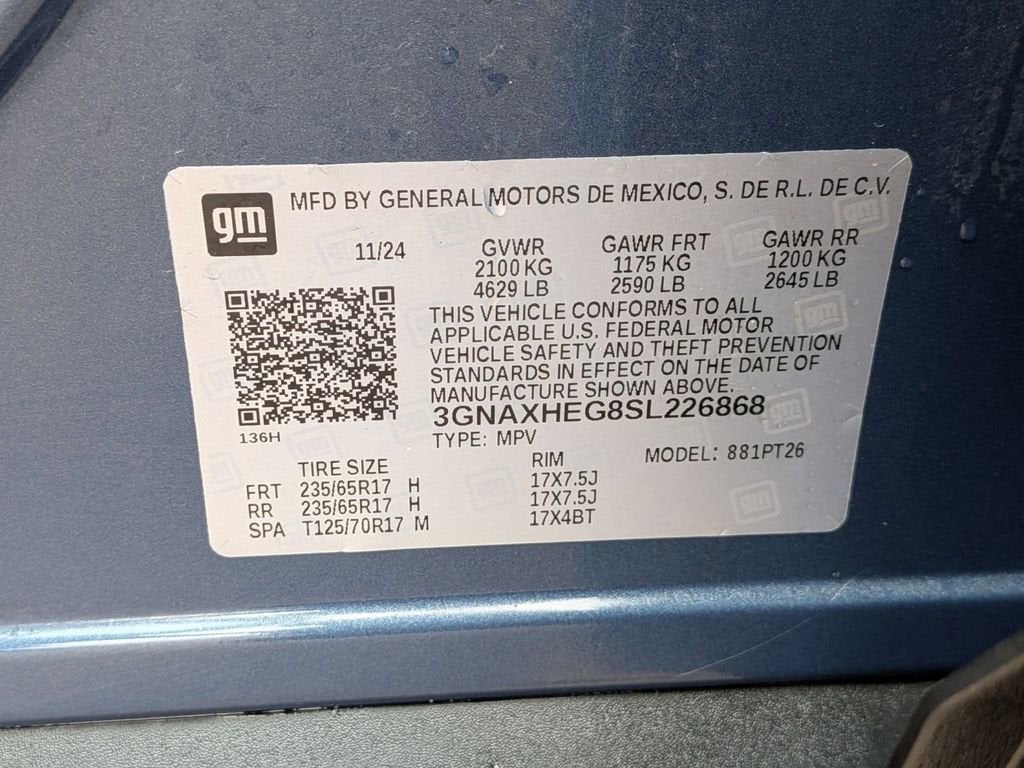 gm
MFD BY GENERAL MOTORS DE MEXICO, S. DE R.L. DE C.V.
11/24 GVWR GAWR FRT GAWR RR
2100 KG 1175 KG 1200 KG
4629 LB 2590 LB 2645 LB
THIS VEHICLE CONFORMS TO ALL
APPLICABLE U.S. FEDERAL MOTOR
VEHICLE SAFETY AND THEFT PREVENTION
STANDARDS IN EFFECT ON THE DATE OF
MANUFACTURE SHOWN ABOVE.
3GNAXHEG8SL226868
136H
TYPE: MPV MODEL: 881PT26
TIRE SIZE RIM
FRT 235/65R17 H 17X7.5J
RR 235/65R17 H 17X7.5J
SPA T125/70R17 M 17X4BT